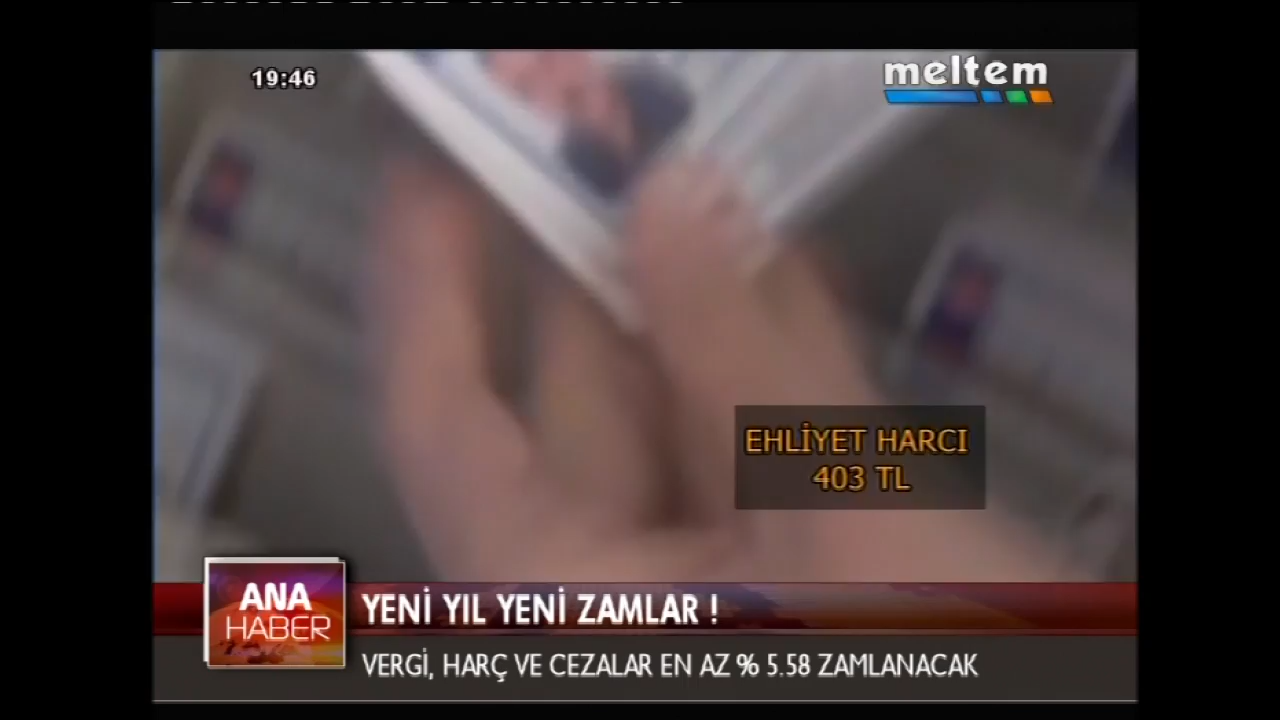 19:46
meltem
EHLİYET HARCI
403 TL
ANA
HABER
YENİ YIL YENİ ZAMLAR !
VERGİ, HARÇ VE CEZALAR EN AZ % 5.58 ZAMLANACAK